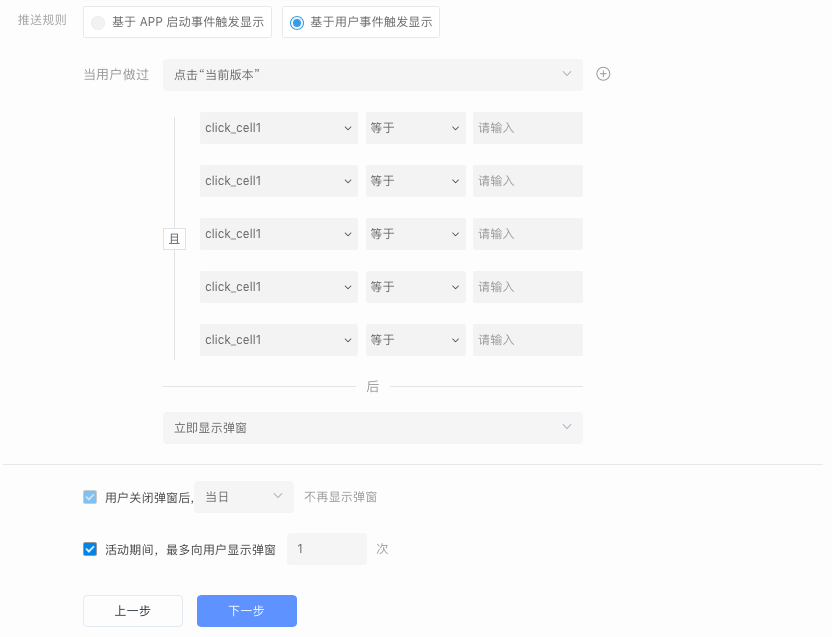 推送规则 基于 APP 启动事件触发显示 基于用户事件触发显示
当用户做过 点击“当前版本”
click_cell1 等于 请输入
click_cell1 等于 请输入
且 click_cell1 等于 请输入
click_cell1 等于 请输入
click_cell1 等于 请输入
后
立即显示弹窗
用户关闭弹窗后, 当日 不再显示弹窗
活动期间，最多向用户显示弹窗 1 次
上一步 下一步